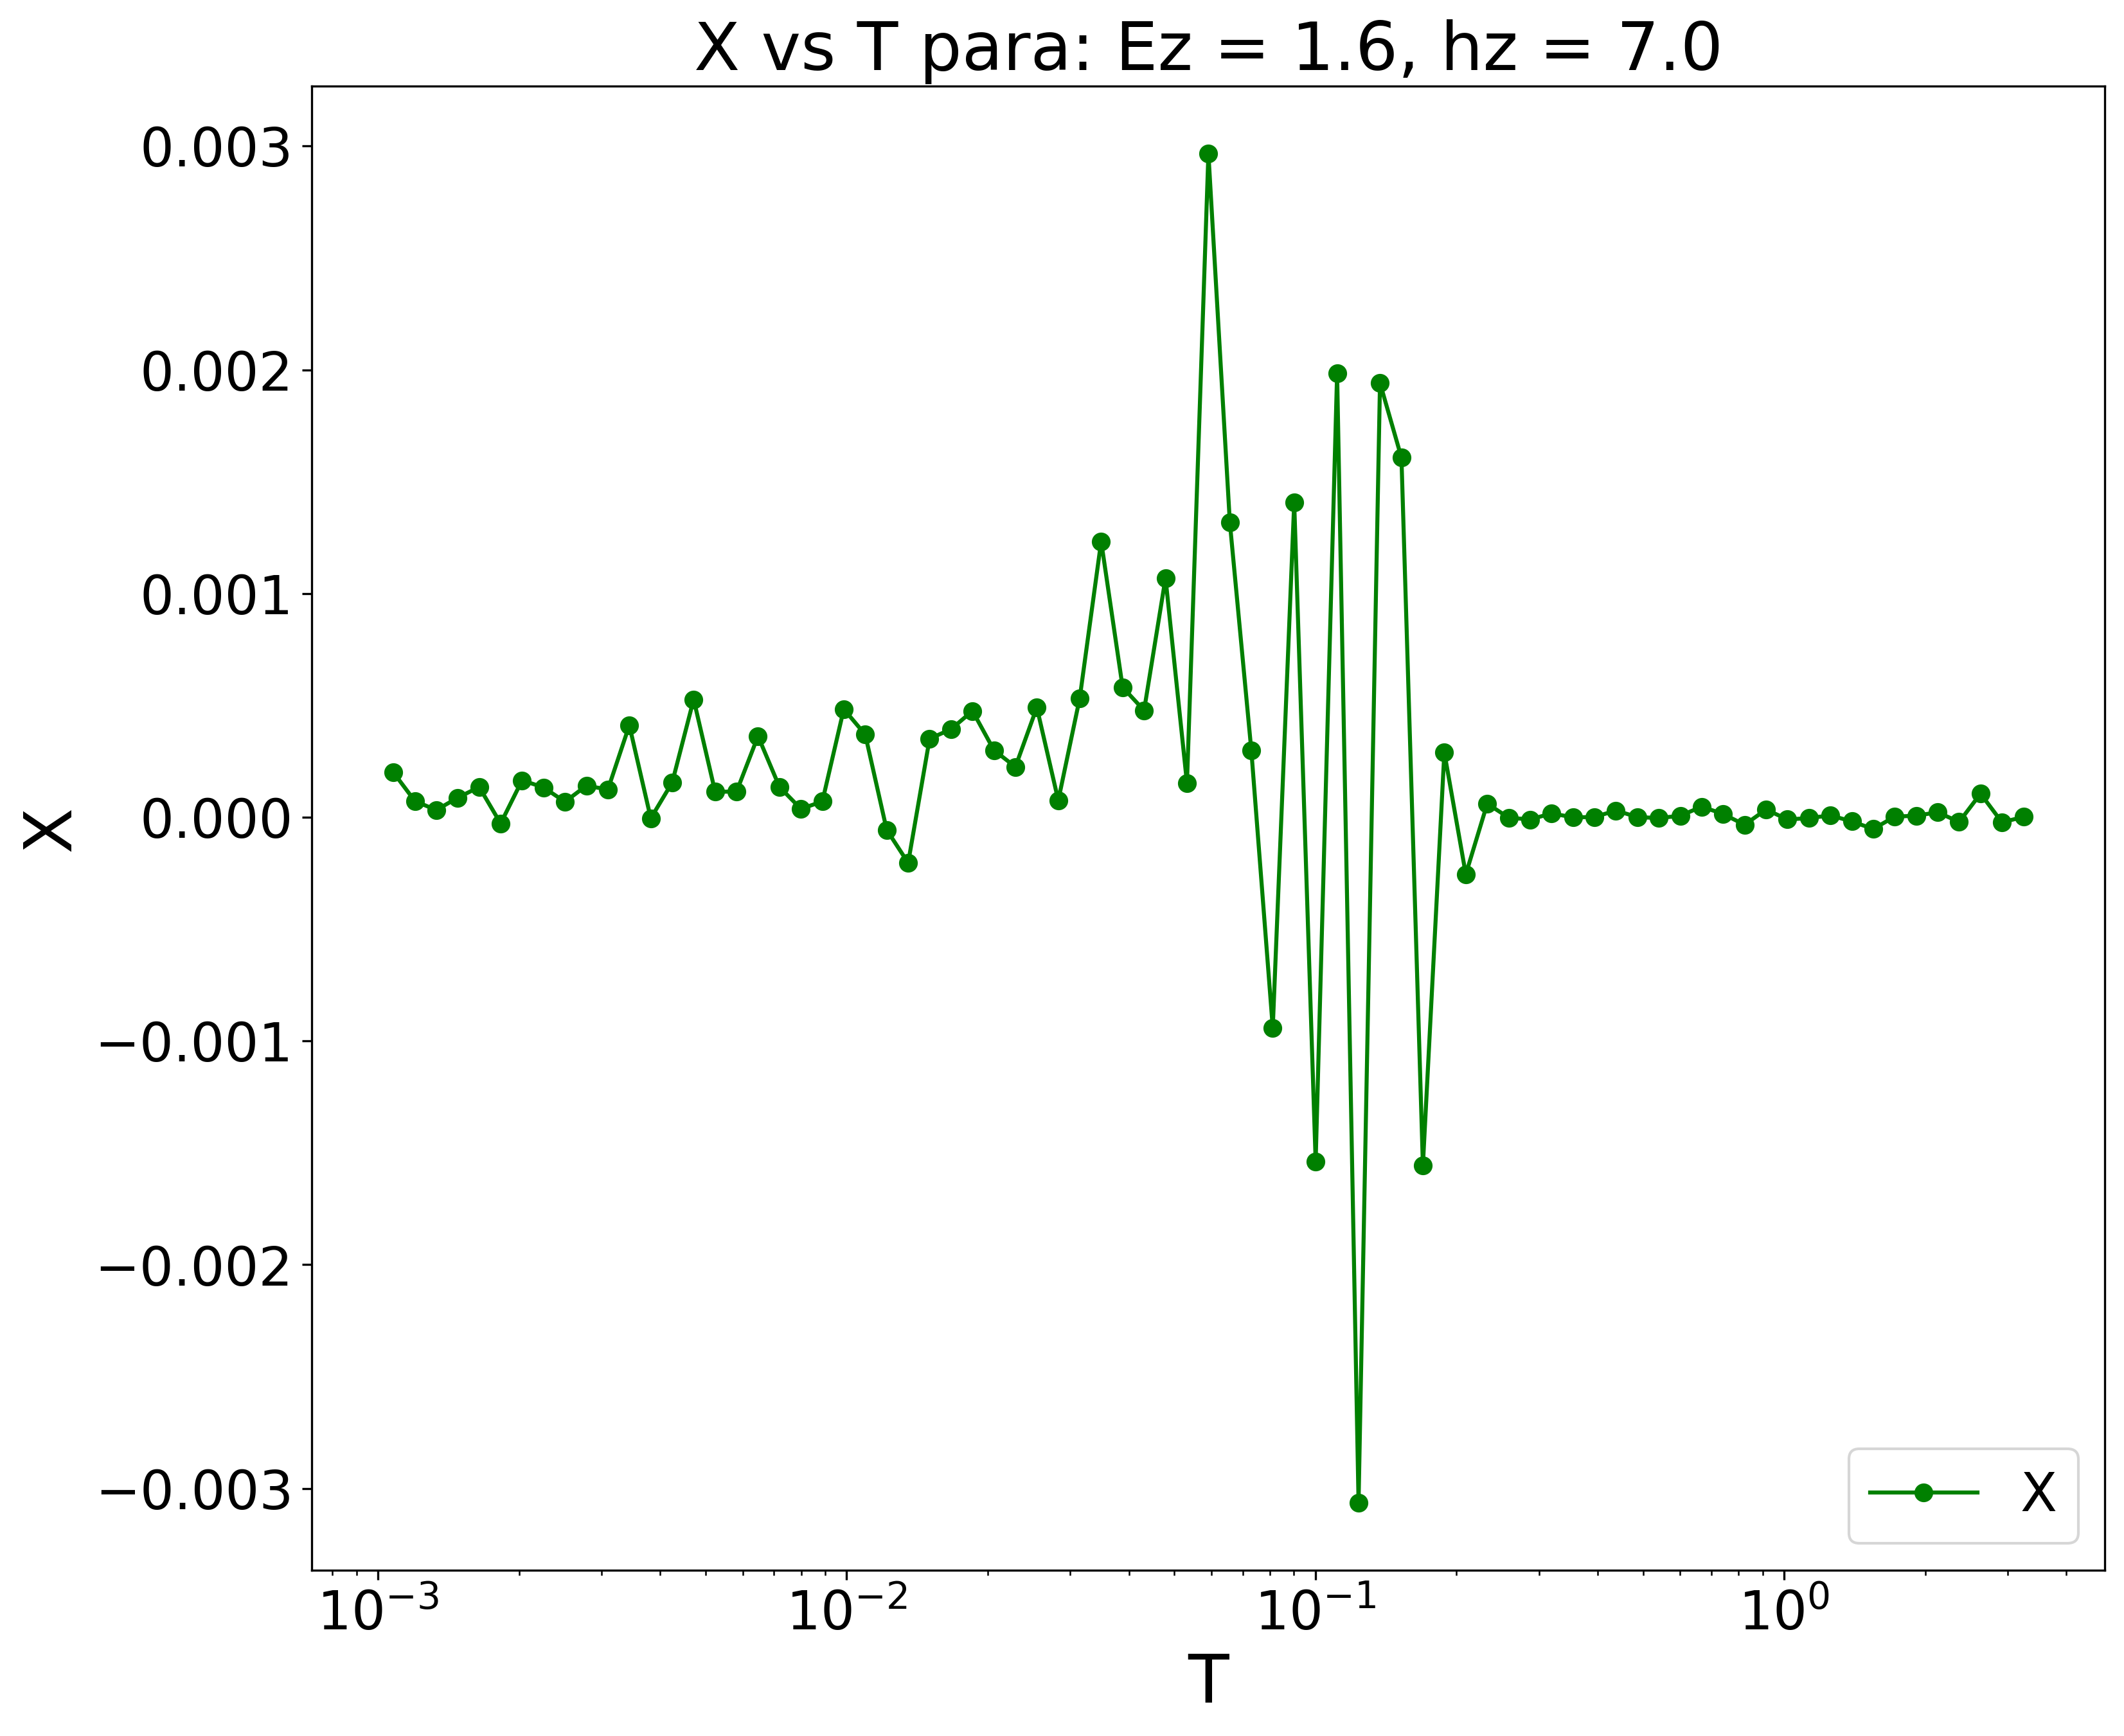 X vs T para: Ez = 1.6, hz = 7.0
0.003
0.002
0.001
0.000
−0.001
−0.002
−0.003
X
10⁻³ 10⁻² 10⁻¹ 10⁰
T
X